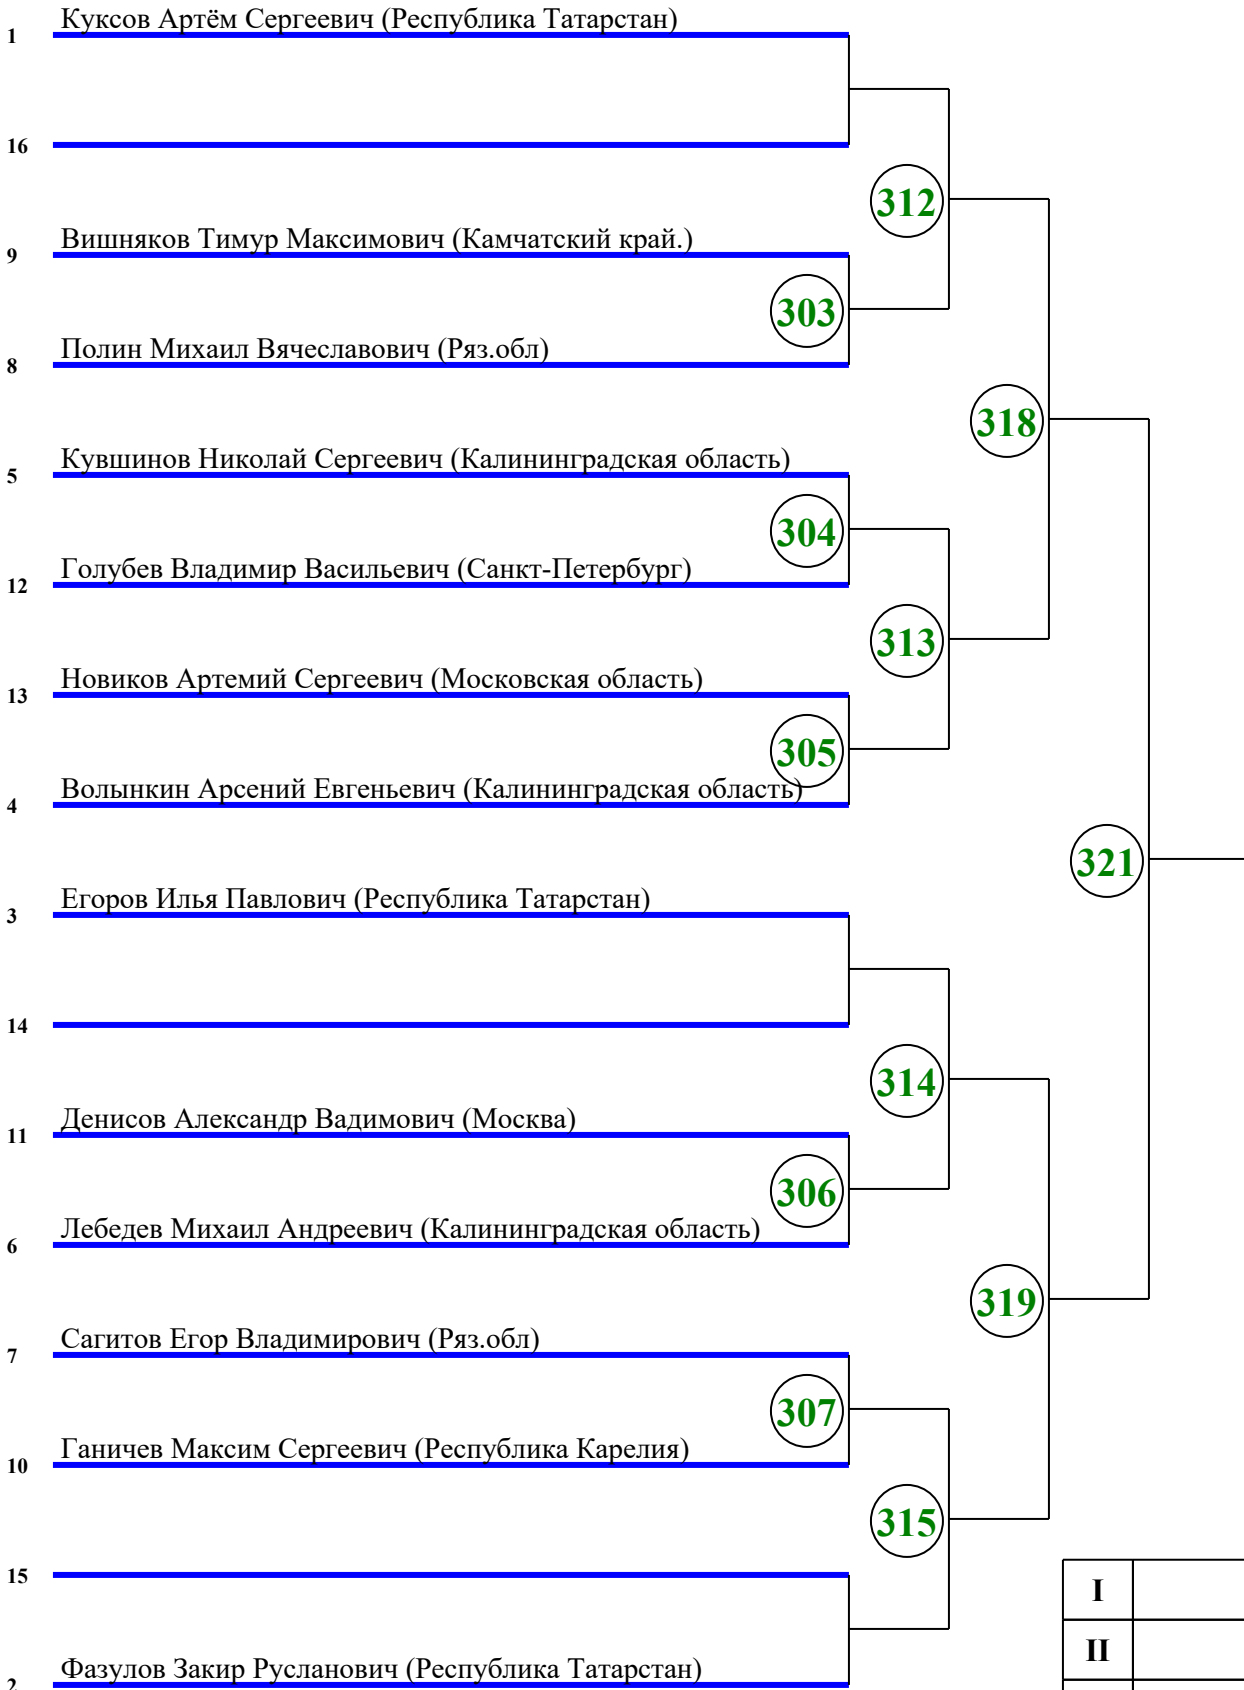 1 Куксов Артём Сергеевич (Республика Татарстан)
16
312
9 Вишняков Тимур Максимович (Камчатский край.)
303
8 Полин Михаил Вячеславович (Ряз.обл)
318
5 Кувшинов Николай Сергеевич (Калининградская область)
304
12 Голубев Владимир Васильевич (Санкт-Петербург)
313
13 Новиков Артемий Сергеевич (Московская область)
305
4 Волынкин Арсений Евгеньевич (Калининградская область)
321
3 Егоров Илья Павлович (Республика Татарстан)
14
314
11 Денисов Александр Вадимович (Москва)
306
6 Лебедев Михаил Андреевич (Калининградская область)
319
7 Сагитов Егор Владимирович (Ряз.обл)
307
10 Ганичев Максим Сергеевич (Республика Карелия)
315
15
I
II
2 Фазулов Закир Русланович (Республика Татарстан)